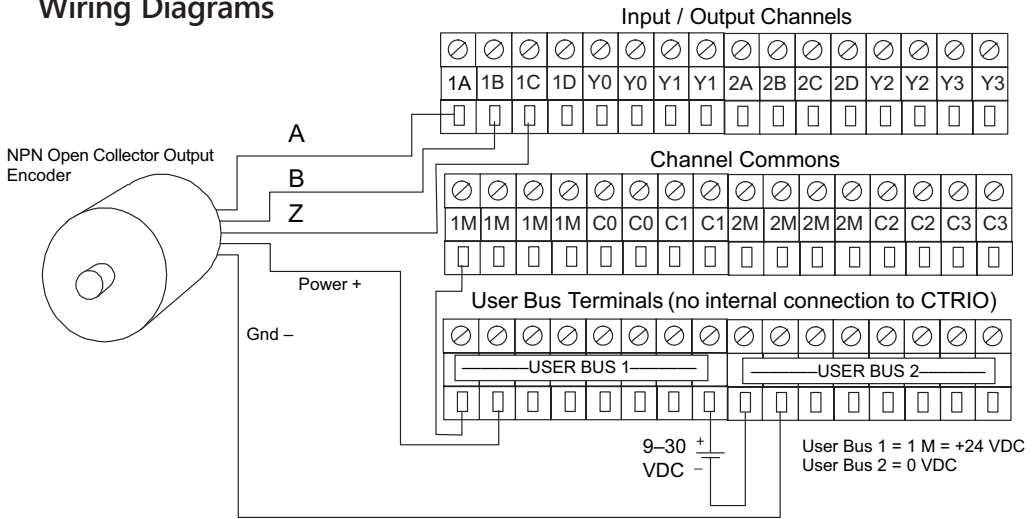 Wiring Diagrams
Input / Output Channels
1A 1B 1C 1D Y0 Y0 Y1 Y1 2A 2B 2C 2D Y2 Y2 Y3 Y3
A
NPN Open Collector Output
Encoder
B
Z
Channel Commons
1M 1M 1M 1M C0 C0 C1 C1 2M 2M 2M 2M C2 C2 C3 C3
Power +
User Bus Terminals (no internal connection to CTRIO)
Gnd –
USER BUS 1
USER BUS 2
9–30 +
VDC –
User Bus 1 = 1 M = +24 VDC
User Bus 2 = 0 VDC